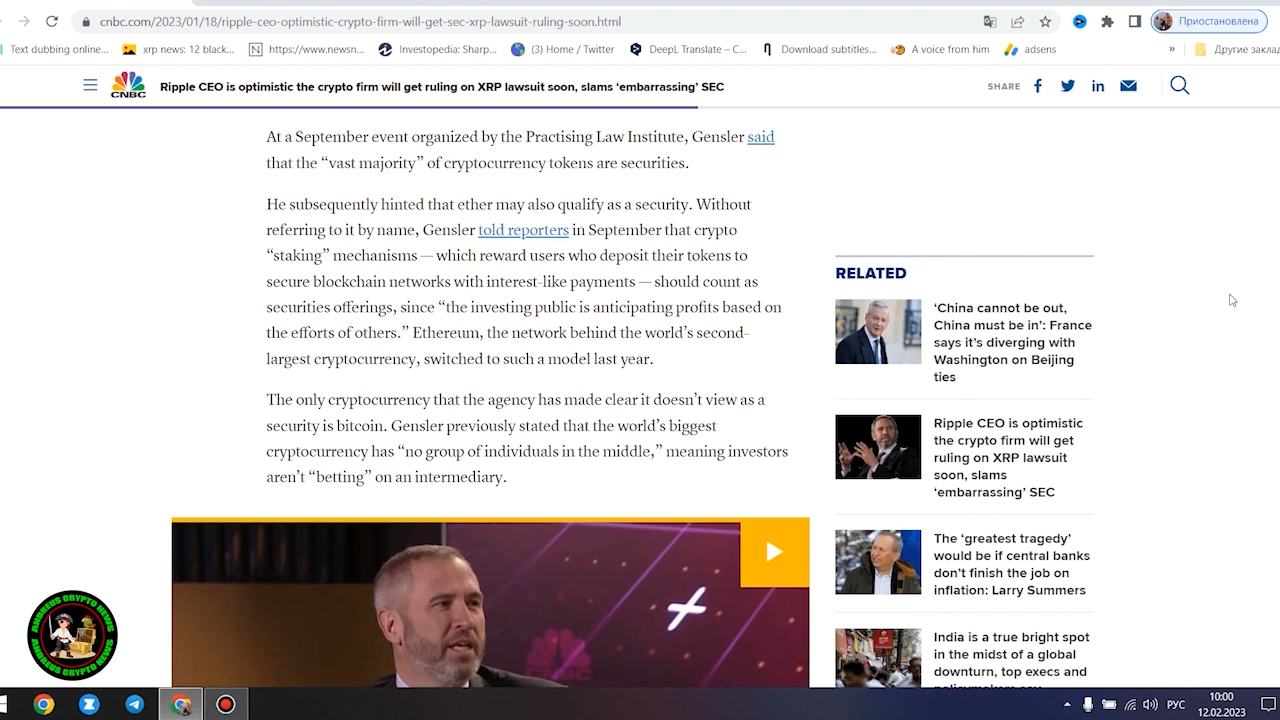 cnbc.com/2023/01/18/ripple-ceo-optimistic-crypto-firm-will-get-sec-xrp-lawsuit-ruling-soon.html
Приостановлена
Text dubbing online...
xrp news: 12 black...
https://www.newsn...
Investopedia: Sharp...
(3) Home / Twitter
DeepL Translate – C...
Download subtitles...
A voice from him
adsens
»
Другие заклад
CNBC
Ripple CEO is optimistic the crypto firm will get ruling on XRP lawsuit soon, slams ‘embarrassing’ SEC
SHARE
At a September event organized by the Practising Law Institute, Gensler said
that the “vast majority” of cryptocurrency tokens are securities.
He subsequently hinted that ether may also qualify as a security. Without
referring to it by name, Gensler told reporters in September that crypto
“staking” mechanisms — which reward users who deposit their tokens to
secure blockchain networks with interest-like payments — should count as
securities offerings, since “the investing public is anticipating profits based on
the efforts of others.” Ethereum, the network behind the world’s second-
largest cryptocurrency, switched to such a model last year.
The only cryptocurrency that the agency has made clear it doesn’t view as a
security is bitcoin. Gensler previously stated that the world’s biggest
cryptocurrency has “no group of individuals in the middle,” meaning investors
aren’t “betting” on an intermediary.
RELATED
‘China cannot be out,
China must be in’: France
says it’s diverging with
Washington on Beijing
ties
Ripple CEO is optimistic
the crypto firm will get
ruling on XRP lawsuit
soon, slams
‘embarrassing’ SEC
The ‘greatest tragedy’
would be if central banks
don’t finish the job on
inflation: Larry Summers
India is a true bright spot
in the midst of a global
downturn, top execs and
ANDREUS CRYPTO NEWS
ANDREUS CRYPTO NEWS
РУС
10:00
12.02.2023